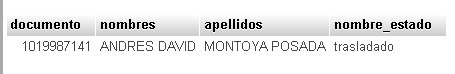 documento nombres apellidos nombre_estado
1019987141 ANDRES DAVID MONTOYA POSADA trasladado